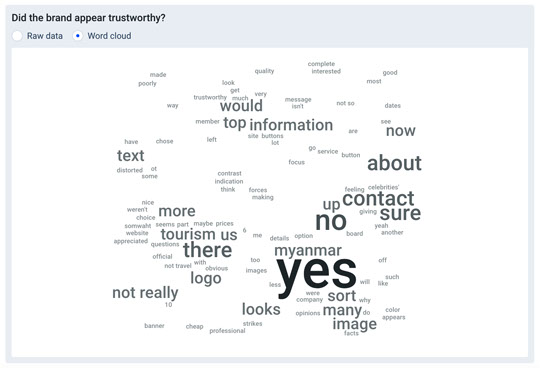 Did the brand appear trustworthy?
Raw data Word cloud
complete
made quality interested good
poorly look most
get
trustworthy much very message
way would isn't not so dates
member top information see
site buttons are now
have chose left lot
text go service button about
distorted ot focus
some contrast
indication feeling celebrities'
think forces contact
nice making up giving sure
weren't more no
choice
somwaht seems part maybe prices yeah
website tourism us 6 me board another
appreciated questions there details option
official myanmar
not travel with too yes off
obvious images
logo less will such
like
not really were sort why
10 company
looks opinions many do color
appears
banner cheap strikes image
professional facts